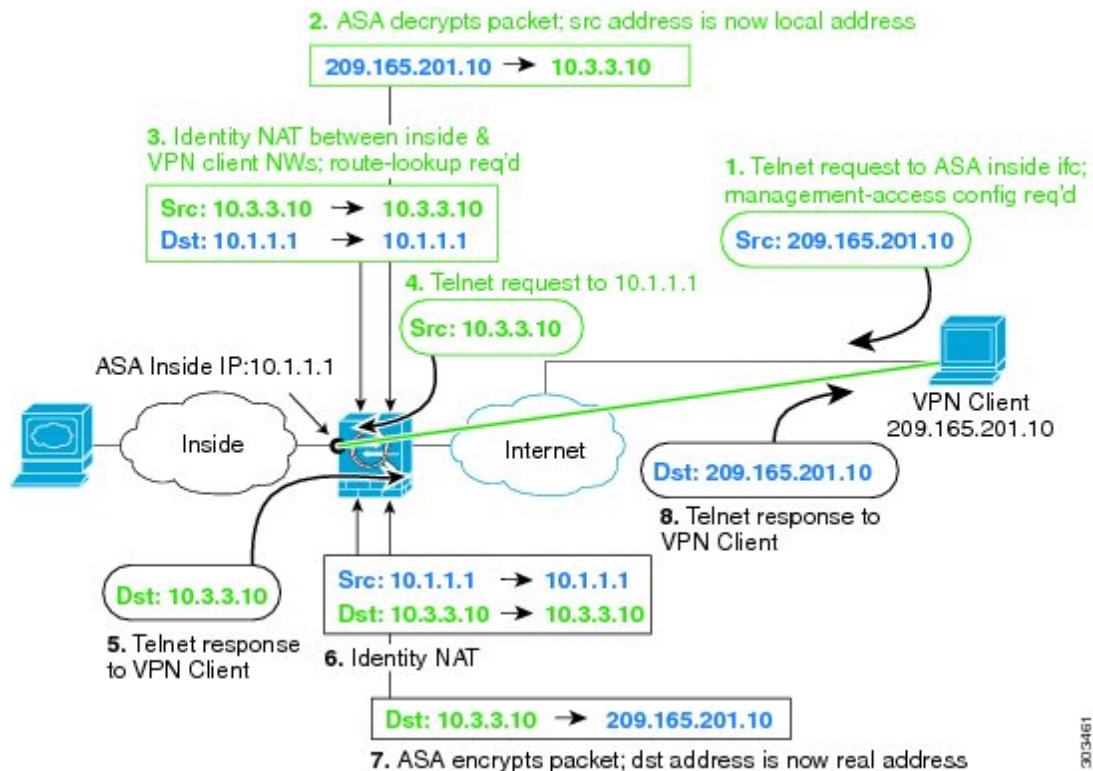 2. ASA decrypts packet; src address is now local address
209.165.201.10 → 10.3.3.10
3. Identity NAT between inside &
VPN client NWs; route-lookup req'd
Src: 10.3.3.10 → 10.3.3.10
Dst: 10.1.1.1 → 10.1.1.1
1. Telnet request to ASA inside ifc;
management-access config req'd
Src: 209.165.201.10
4. Telnet request to 10.1.1.1
Src: 10.3.3.10
ASA Inside IP:10.1.1.1
Inside
Internet
VPN Client
209.165.201.10
Dst: 209.165.201.10
8. Telnet response to
VPN Client
Dst: 10.3.3.10
5. Telnet response
to VPN Client
Src: 10.1.1.1 → 10.1.1.1
Dst: 10.3.3.10 → 10.3.3.10
6. Identity NAT
Dst: 10.3.3.10 → 209.165.201.10
7. ASA encrypts packet; dst address is now real address
303461